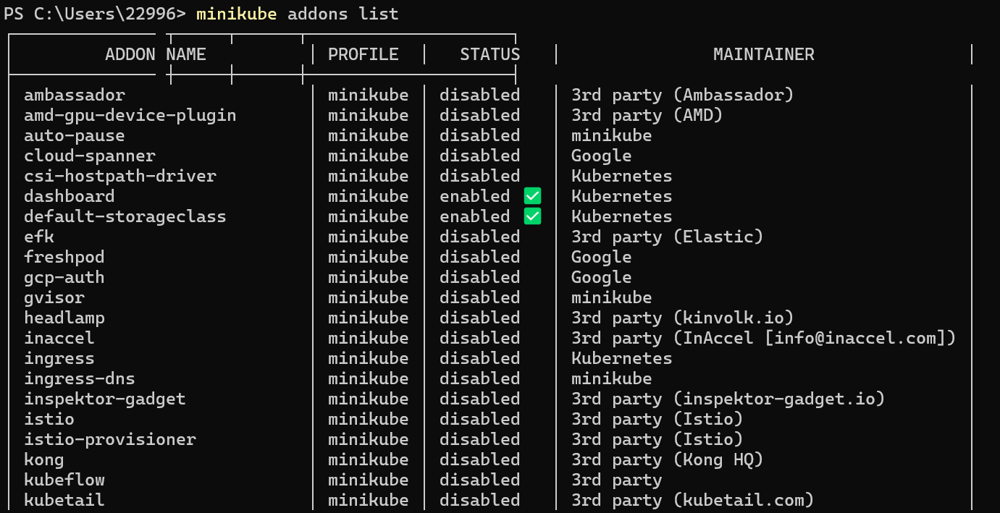 PS C:\Users\22996> minikube addons list
ADDON NAME | PROFILE | STATUS | MAINTAINER
ambassador | minikube | disabled | 3rd party (Ambassador)
amd-gpu-device-plugin | minikube | disabled | 3rd party (AMD)
auto-pause | minikube | disabled | minikube
cloud-spanner | minikube | disabled | Google
csi-hostpath-driver | minikube | disabled | Kubernetes
dashboard | minikube | enabled ✅ | Kubernetes
default-storageclass | minikube | enabled ✅ | Kubernetes
efk | minikube | disabled | 3rd party (Elastic)
freshpod | minikube | disabled | Google
gcp-auth | minikube | disabled | Google
gvisor | minikube | disabled | minikube
headlamp | minikube | disabled | 3rd party (kinvolk.io)
inaccel | minikube | disabled | 3rd party (InAccel [info@inaccel.com])
ingress | minikube | disabled | Kubernetes
ingress-dns | minikube | disabled | minikube
inspektor-gadget | minikube | disabled | 3rd party (inspektor-gadget.io)
istio | minikube | disabled | 3rd party (Istio)
istio-provisioner | minikube | disabled | 3rd party (Istio)
kong | minikube | disabled | 3rd party (Kong HQ)
kubeflow | minikube | disabled | 3rd party
kubetail | minikube | disabled | 3rd party (kubetail.com)